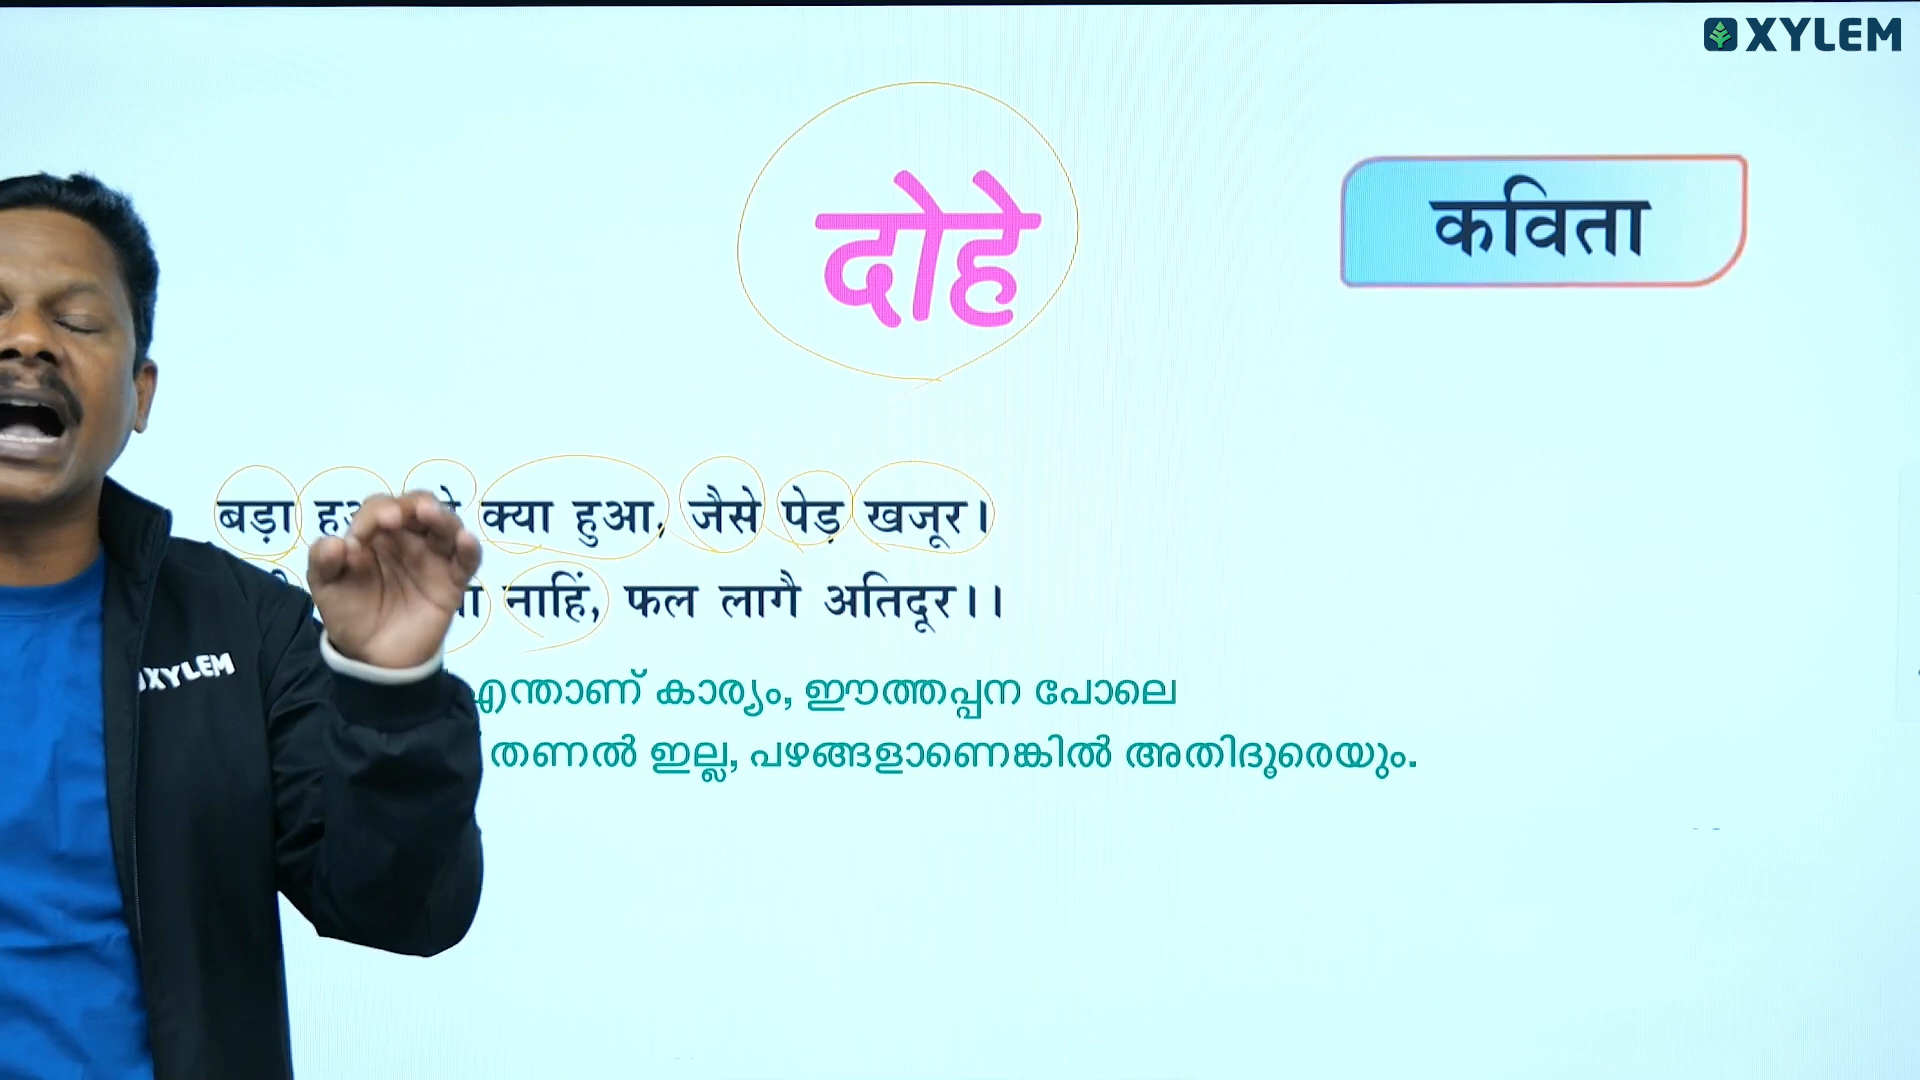 XYLEM
दोहे
कविता
बड़ा क्या हुआ, जैसे पेड़ खजूर।
नाहिं, फल लागै अतिदूर।।
XYLEM
എന്താണ് കാര്യം, ഈത്തപ്പന പോലെ
തണൽ ഇല്ല, പഴങ്ങളാണെങ്കിൽ അതിദൂരെയും.